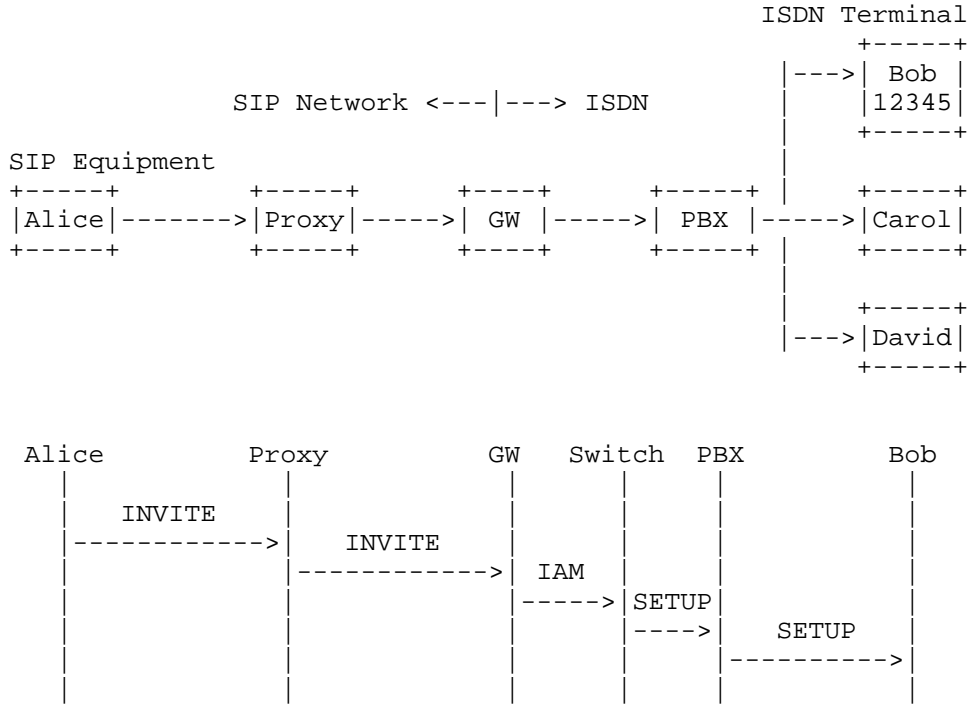 ISDN Terminal
+-----+
|--->| Bob |
SIP Network <---|---> ISDN | |12345|
| +-----+
SIP Equipment |
+-----+ +-----+ +----+ +-----+ | +-----+
|Alice|------->|Proxy|----->| GW |----->| PBX |----->|Carol|
+-----+ +-----+ +----+ +-----+ | +-----+
|
| +-----+
|--->|David|
+-----+
Alice Proxy GW Switch PBX Bob
| | | | | |
| INVITE | | | | |
|------------>| INVITE | | | |
| |------------>| IAM | | |
| | |----->|SETUP| |
| | | |---->| SETUP |
| | | | |---------->|
| | | | | |